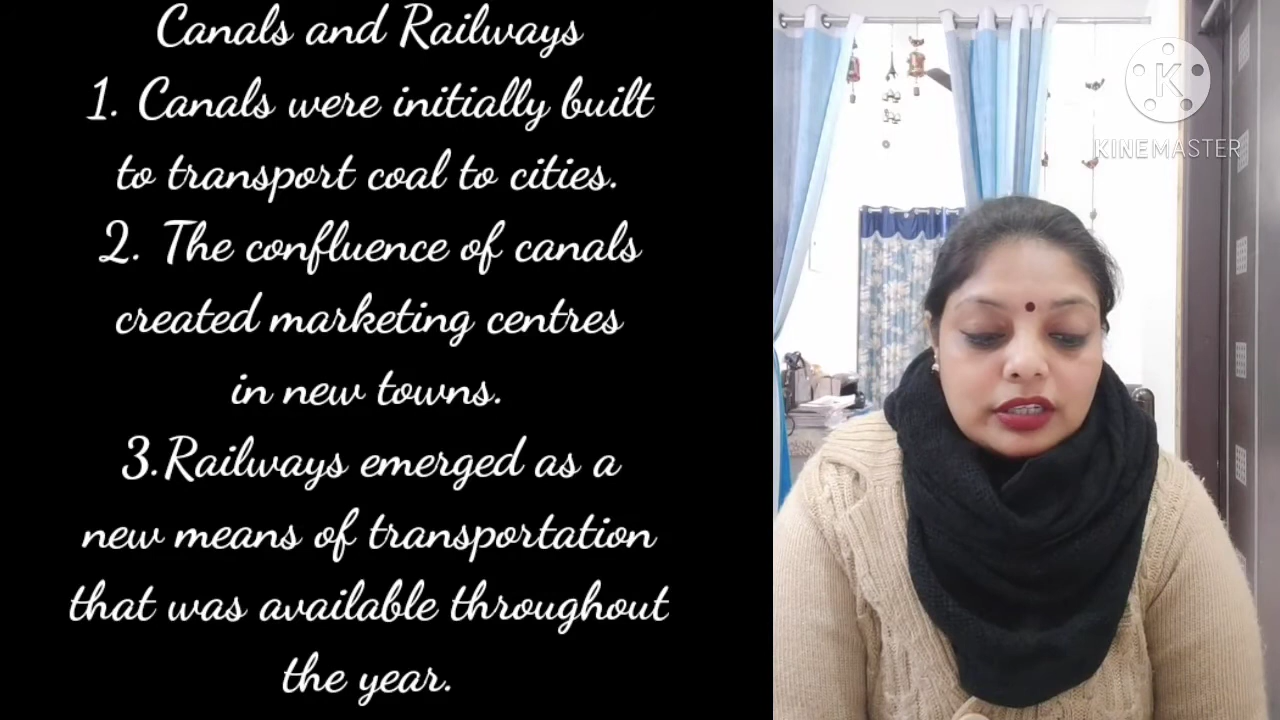 Canals and Railways
1. Canals were initially built
to transport coal to cities.
2. The confluence of canals
created marketing centres
in new towns.
3.Railways emerged as a
new means of transportation
that was available throughout
the year.
K
KINEMASTER